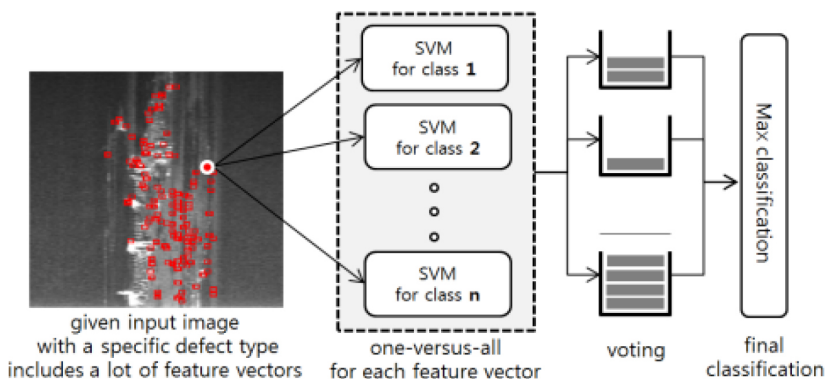 SVM
for class 1
SVM
for class 2
SVM
for class n
Max classification
given input image
with a specific defect type
includes a lot of feature vectors
one-versus-all
for each feature vector
voting
final
classification